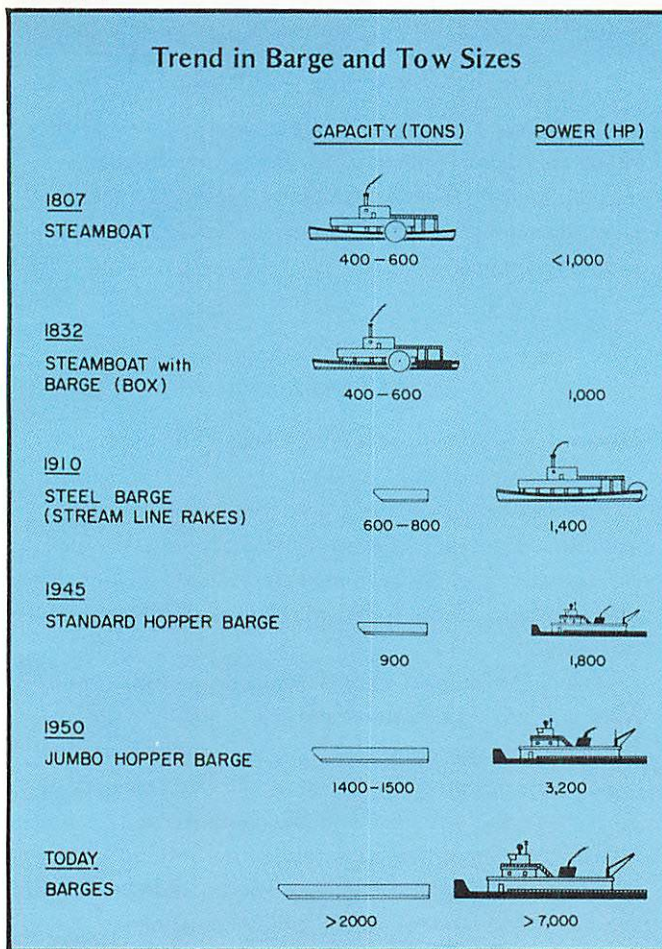 Trend in Barge and Tow Sizes
CAPACITY (TONS) POWER (HP)
1807
STEAMBOAT
400-600 <1,000
1832
STEAMBOAT with
BARGE (BOX)
400-600 1,000
1910
STEEL BARGE
(STREAM LINE RAKES)
600-800 1,400
1945
STANDARD HOPPER BARGE
900 1,800
1950
JUMBO HOPPER BARGE
1400-1500 3,200
TODAY
BARGES
>2000 >7,000